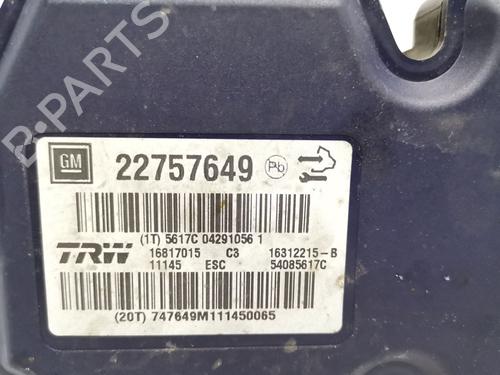 B-PARTS
GM 22757649 Pb
(1T) 5617C 04291056 1
TRW 16817015 C3 16312215-B
11145 ESC 54085617C
(20T) 747649M111450065